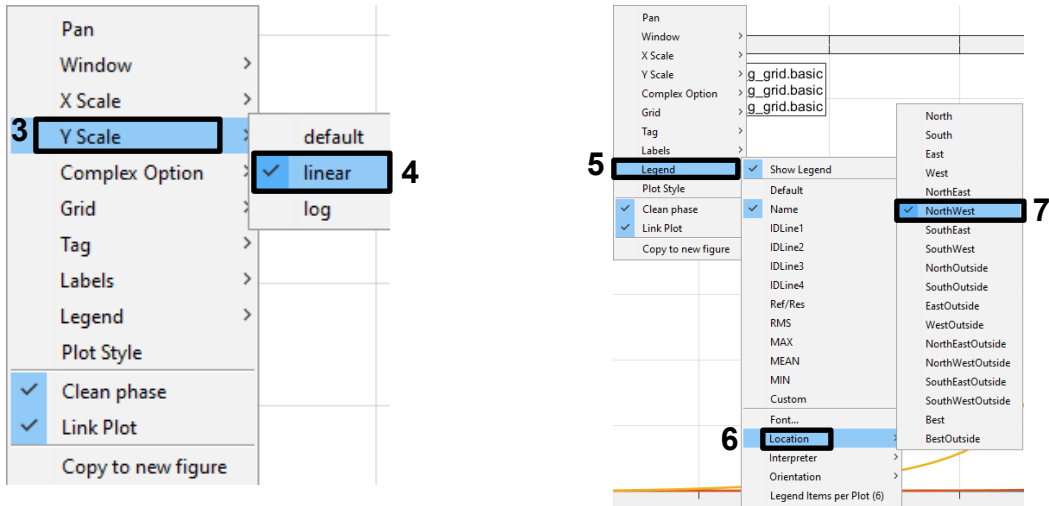 Pan
Window
X Scale
3 Y Scale
Complex Option
Grid
Tag
Labels
Legend
Plot Style
Clean phase
Link Plot
Copy to new figure
default
linear 4
log
Pan
Window
X Scale
Y Scale
Complex Option
Grid
Tag
Labels
5 Legend
Plot Style
Clean phase
Link Plot
Copy to new figure
g_grid.basic
g_grid.basic
g_grid.basic
Show Legend
Default
Name
IDLine1
IDLine2
IDLine3
IDLine4
Ref/Res
RMS
MAX
MEAN
MIN
Custom
Font...
6 Location
Interpreter
Orientation
Legend Items per Plot (6)
North
South
East
West
NorthEast
NorthWest 7
SouthEast
SouthWest
NorthOutside
SouthOutside
EastOutside
WestOutside
NorthEastOutside
NorthWestOutside
SouthEastOutside
SouthWestOutside
Best
BestOutside